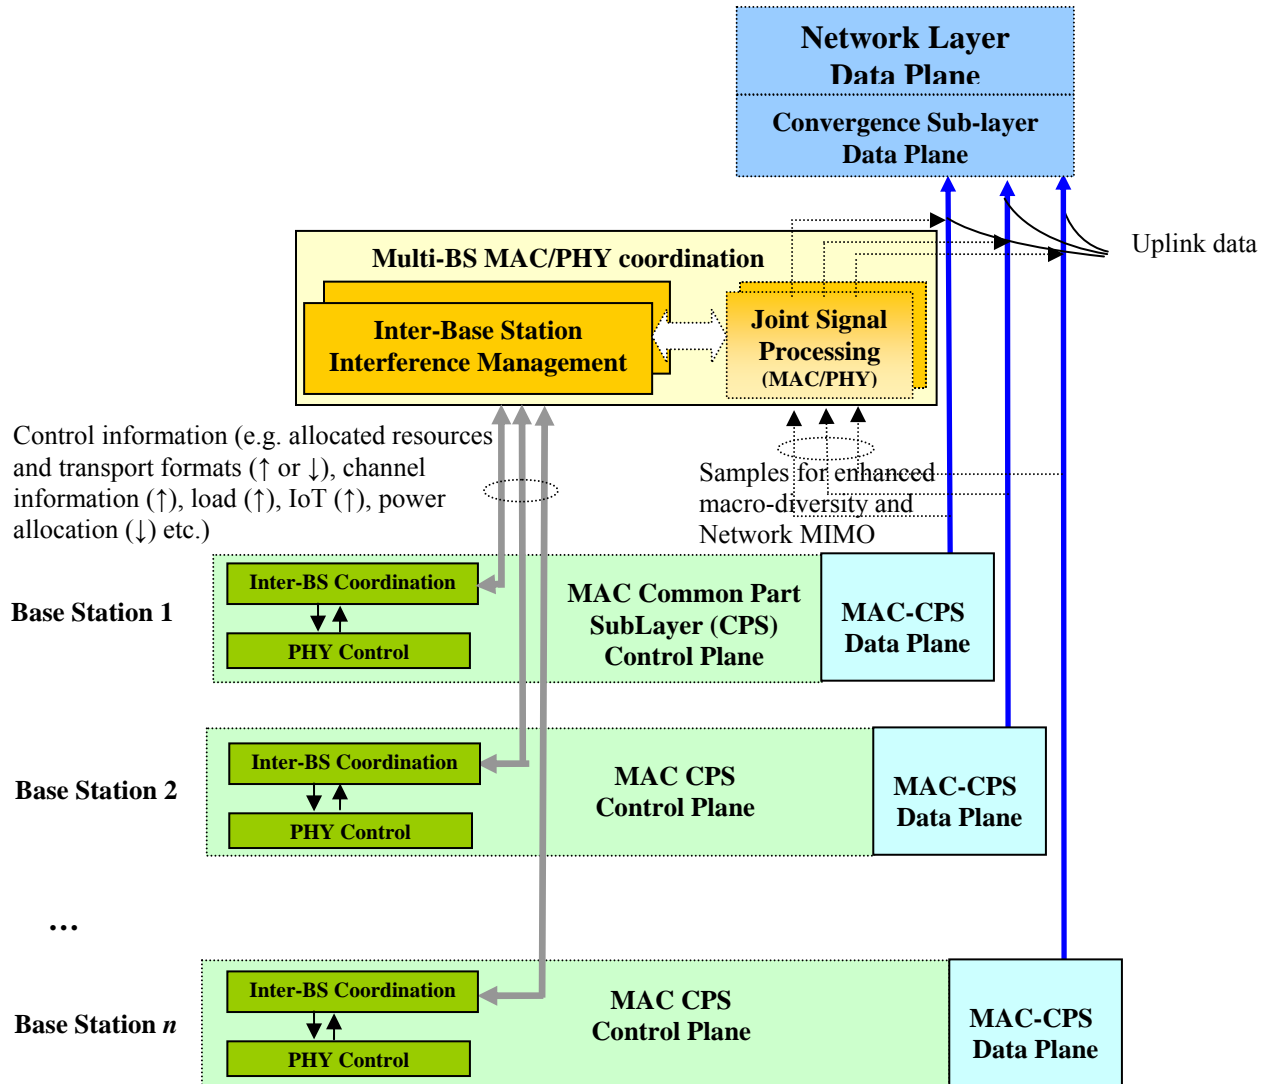 Network Layer
Data Plane
Convergence Sub-layer
Data Plane
Uplink data
Multi-BS MAC/PHY coordination
Inter-Base Station
Interference Management
Joint Signal
Processing
(MAC/PHY)
Control information (e.g. allocated resources
and transport formats (↑ or ↓), channel
information (↑), load (↑), IoT (↑), power
allocation (↓) etc.)
Samples for enhanced
macro-diversity and
Network MIMO
Base Station 1
Inter-BS Coordination
PHY Control
MAC Common Part
SubLayer (CPS)
Control Plane
MAC-CPS
Data Plane
Base Station 2
Inter-BS Coordination
PHY Control
MAC CPS
Control Plane
MAC-CPS
Data Plane
...
Base Station n
Inter-BS Coordination
PHY Control
MAC CPS
Control Plane
MAC-CPS
Data Plane